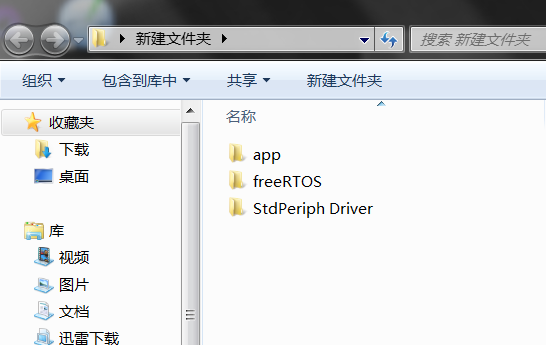 新建文件夹
搜索 新建文件夹
组织 包含到库中 共享 新建文件夹
收藏夹
下载
桌面
库
视频
图片
文档
迅雷下载
名称
app
freeRTOS
StdPeriph Driver